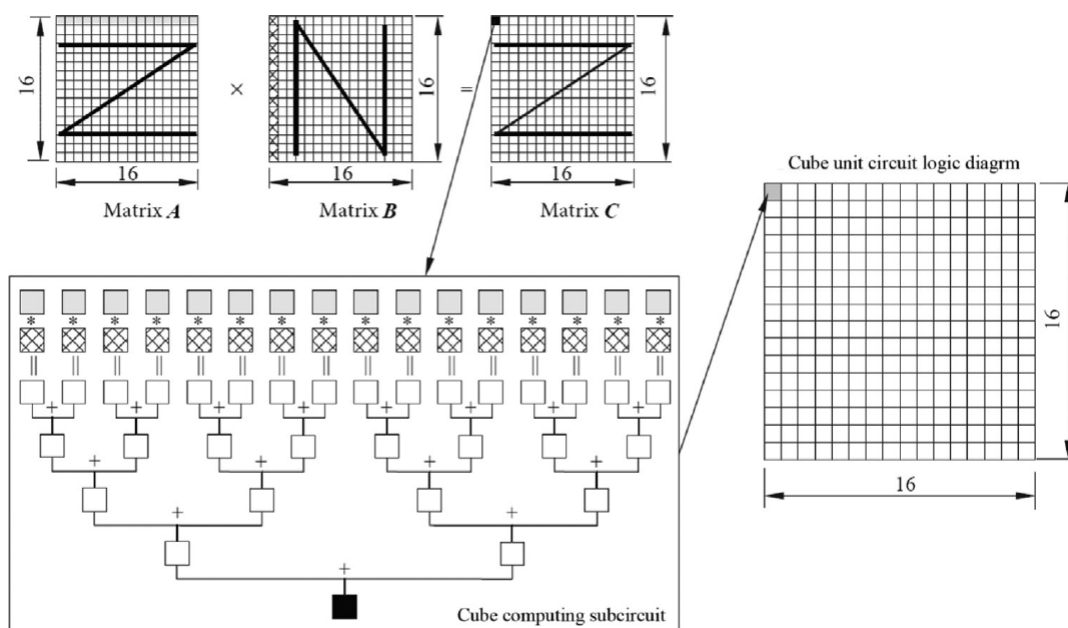 16
×
16
=
16
16
16
16
Matrix A
Matrix B
Matrix C
Cube unit circuit logic diagrm
* * * * * * * * * * * * * * * *
|| || || || || || || || || || || || || || || ||
+ + + + + + + +
+ + + +
+ +
+
Cube computing subcircuit
16
16